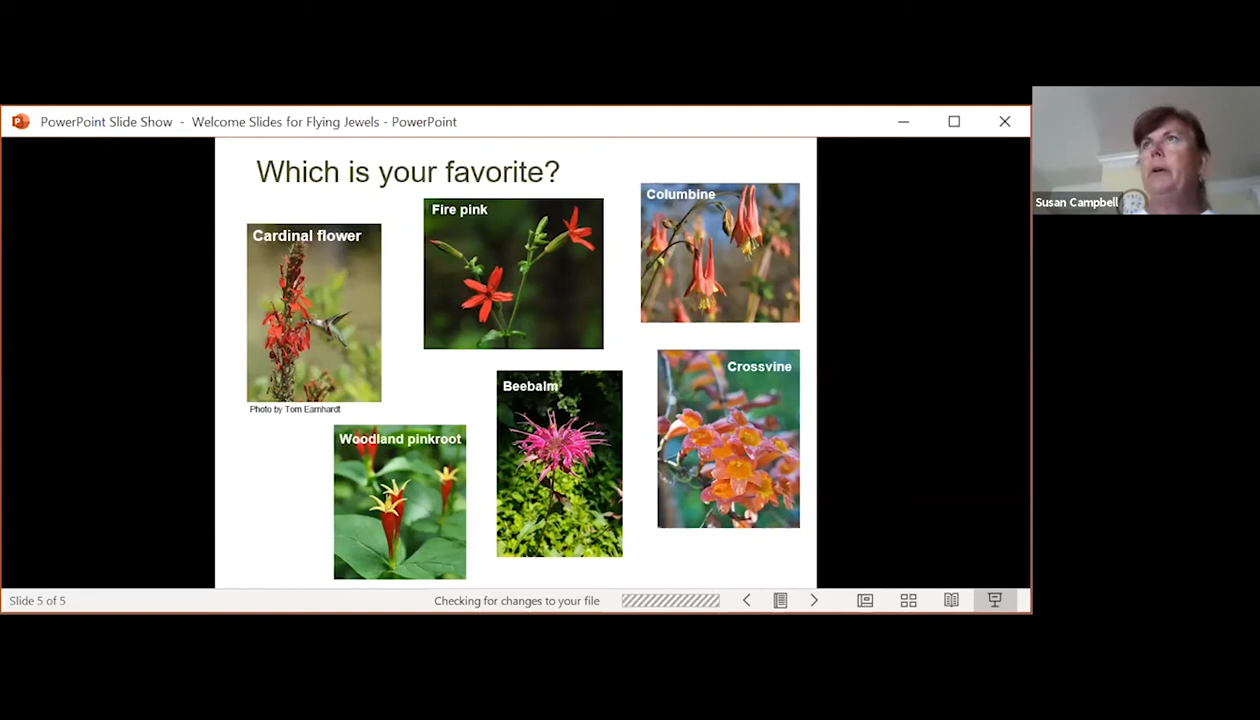 PowerPoint Slide Show - Welcome Slides for Flying Jewels - PowerPoint
Which is your favorite?
Cardinal flower
Fire pink
Columbine
Photo by Tom Earnhardt
Woodland pinkroot
Beebalm
Crossvine
Susan Campbell
Slide 5 of 5
Checking for changes to your file